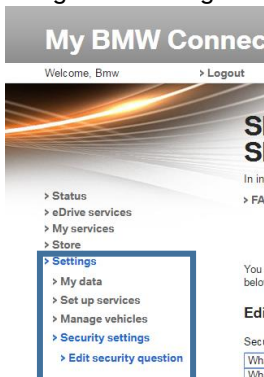 My BMW Connec
Welcome, Bmw > Logout
S
S
In in
> FA
> Status
> eDrive services
> My services
> Store
> Settings
> My data
> Set up services
> Manage vehicles
> Security settings
> Edit security question
You
belo
Edi
Secu
Wh
Wh